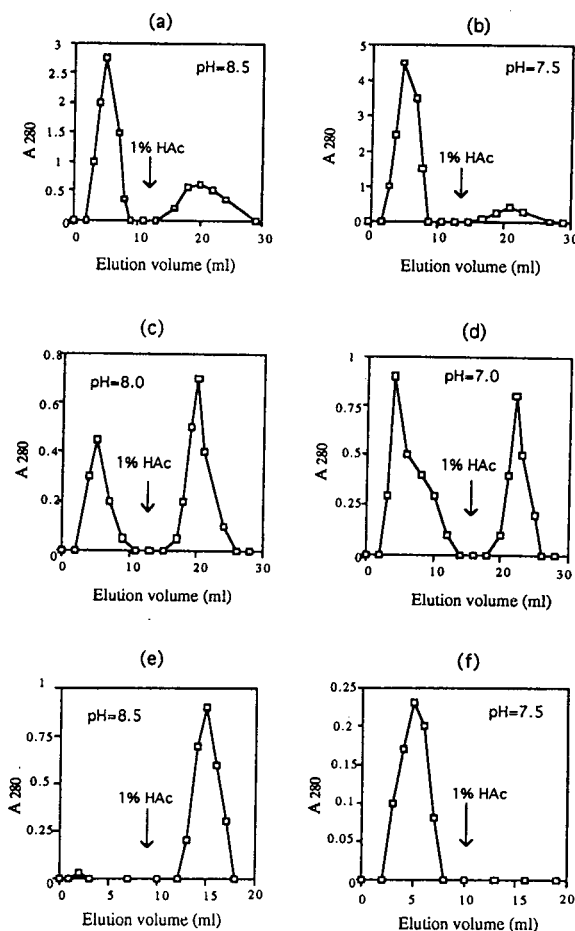 (a)
3
2.5
2
1.5
1
0.5
0
pH=8.5
1% HAc
A 280
0 10 20 30
Elution volume (ml)
(b)
5
4
3
2
1
0
pH=7.5
1% HAc
A 280
0 10 20 30
Elution volume (ml)
(c)
0.8
0.6
0.4
0.2
0
pH=8.0
1% HAc
A 280
0 10 20 30
Elution volume (ml)
(d)
1
0.75
0.5
0.25
0
pH=7.0
1% HAc
A 280
0 10 20 30
Elution volume (ml)
(e)
1
0.75
0.5
0.25
0
pH=8.5
1% HAc
A 280
0 5 10 15 20
Elution volume (ml)
(f)
0.25
0.2
0.15
0.1
0.05
0
pH=7.5
1% HAc
A 280
0 5 10 15 20
Elution volume (ml)